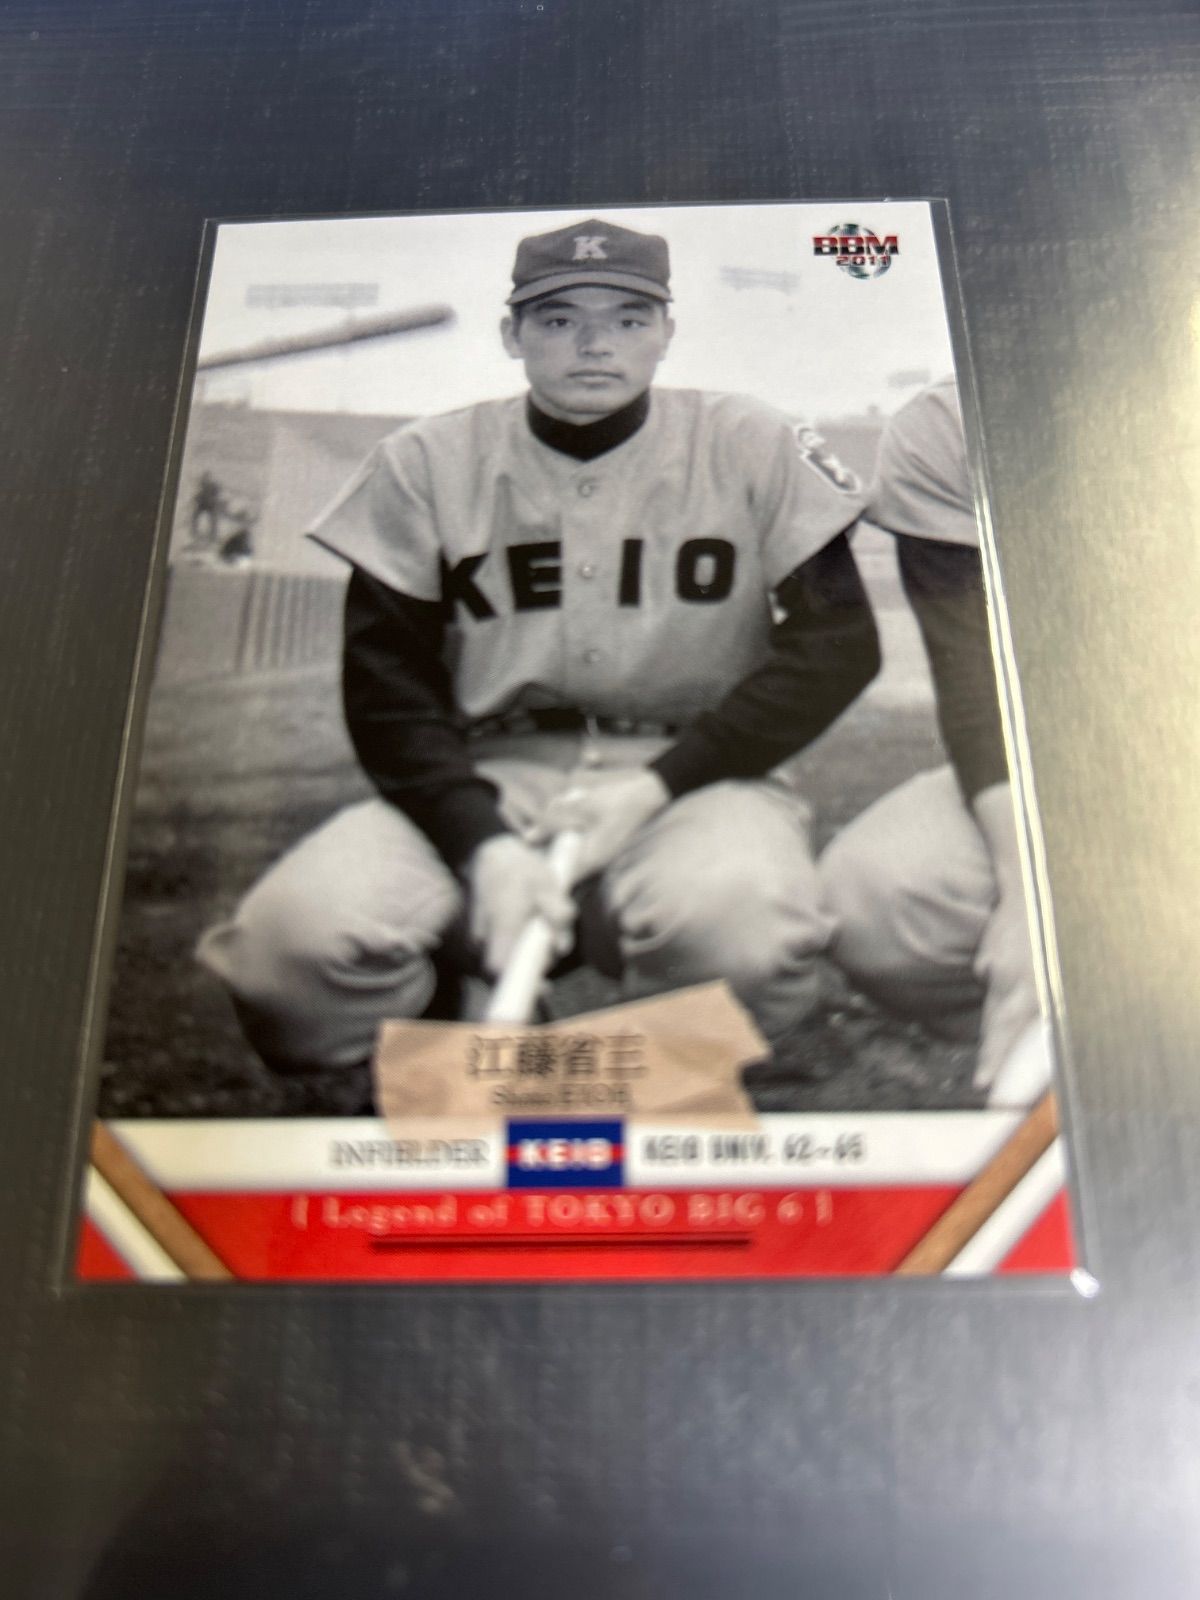 BBM
2011
K
KEIO
江藤省三
Shozo ETOH
INFIELDER
KEIO
KEIO UNIV. 62-65
[ Legend of TOKYO BIG 6 ]